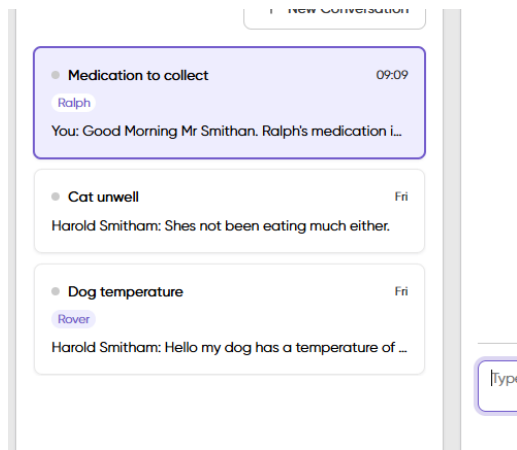 + New Conversation
Medication to collect 09:09
Ralph
You: Good Morning Mr Smithan. Ralph's medication i...
Cat unwell Fri
Harold Smitham: Shes not been eating much either.
Dog temperature Fri
Rover
Harold Smitham: Hello my dog has a temperature of ...
Type